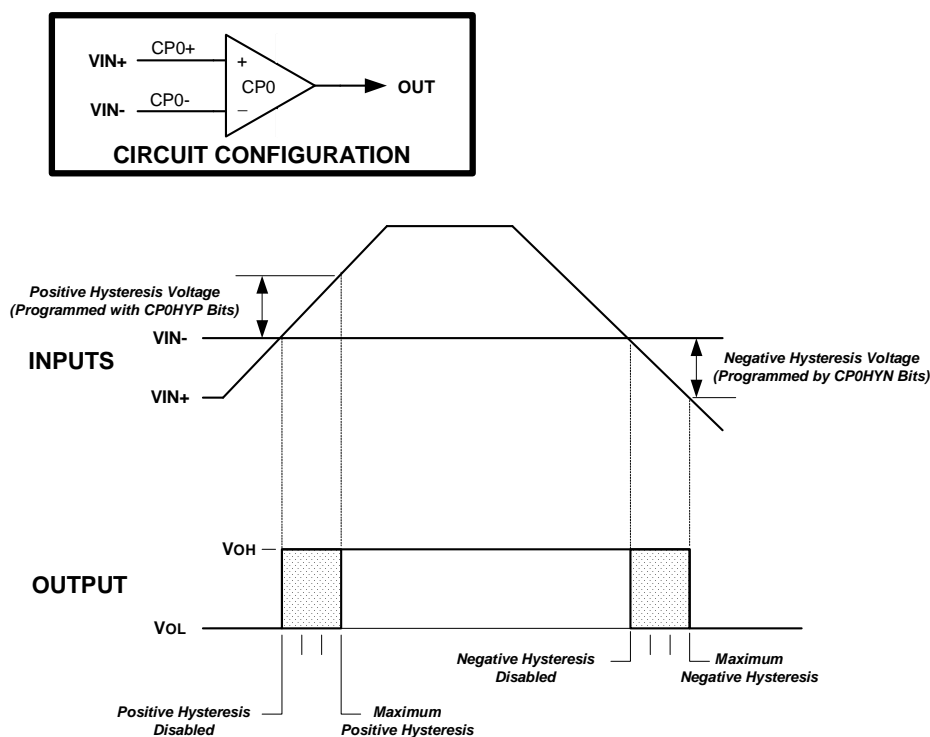 VIN+
CP0+
+
CP0
OUT
VIN-
CP0-
_
CIRCUIT CONFIGURATION
Positive Hysteresis Voltage
(Programmed with CP0HYP Bits)
VIN-
INPUTS
Negative Hysteresis Voltage
(Programmed by CP0HYN Bits)
VIN+
VOH
OUTPUT
VOL
Negative Hysteresis
Disabled
Maximum
Negative Hysteresis
Positive Hysteresis
Disabled
Maximum
Positive Hysteresis